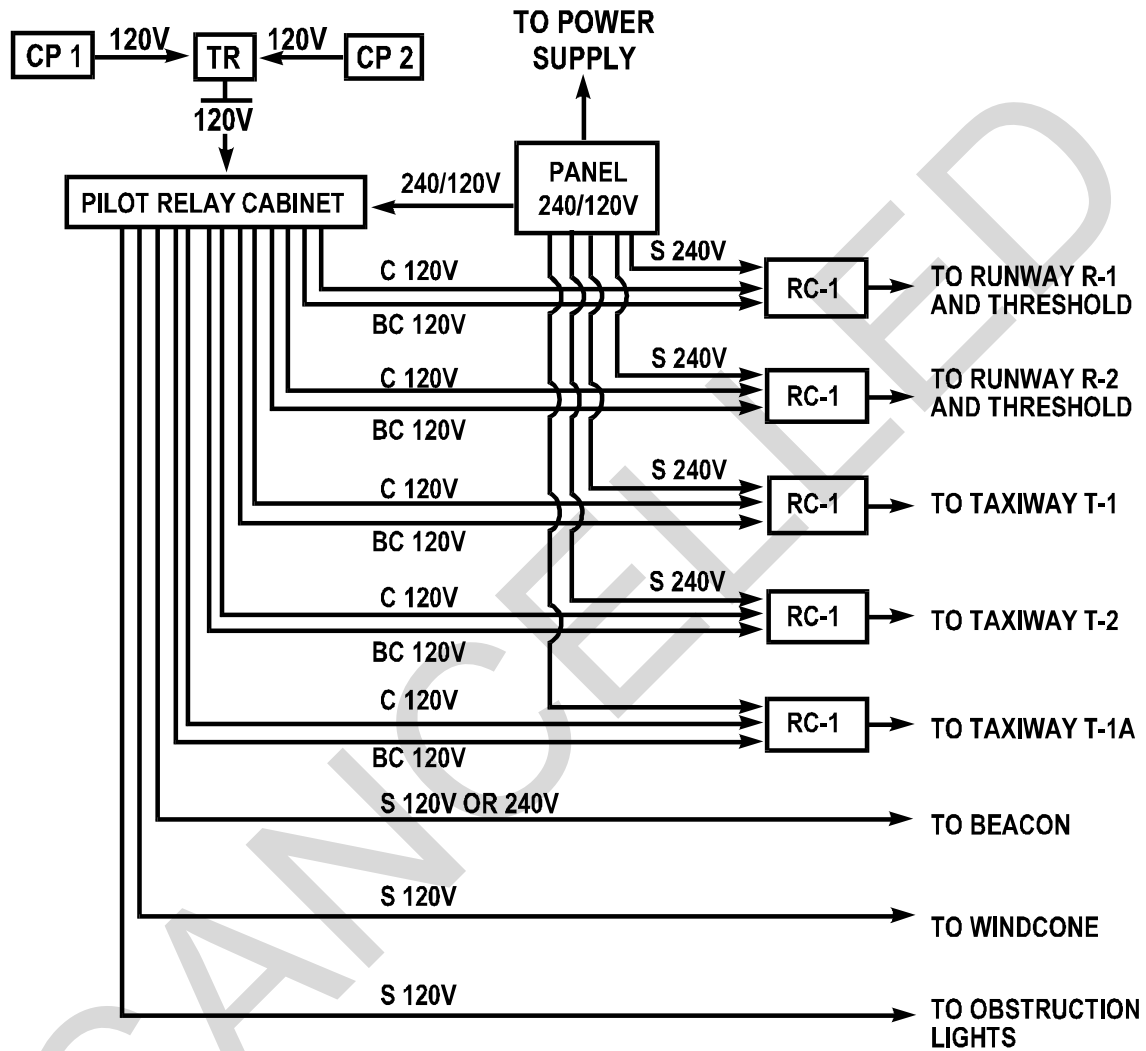 TO POWER
SUPPLY
CP 1
120V
TR
120V
CP 2
120V
PILOT RELAY CABINET
240/120V
PANEL
240/120V
S 240V
C 120V
BC 120V
RC-1
TO RUNWAY R-1
AND THRESHOLD
S 240V
C 120V
BC 120V
RC-1
TO RUNWAY R-2
AND THRESHOLD
S 240V
C 120V
BC 120V
RC-1
TO TAXIWAY T-1
S 240V
C 120V
BC 120V
RC-1
TO TAXIWAY T-2
C 120V
BC 120V
RC-1
TO TAXIWAY T-1A
S 120V OR 240V
TO BEACON
S 120V
TO WINDCONE
S 120V
TO OBSTRUCTION
LIGHTS
CANCELLED